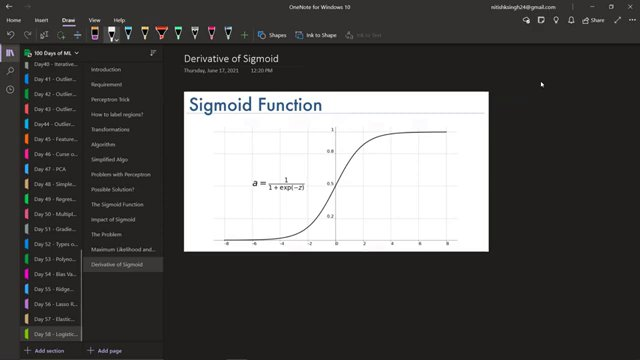 OneNote for Windows 10
nitishksingh24@gmail.com
Home
Insert
Draw
View
Help
Share
Shapes
Ink to Shape
Ink to Text
100 Days of ML
Day40 - Iterative...
Day 41 - Outlier...
Day 42 - Outlier...
Day 43 - Outlier...
Day44 - Outlier...
Day 45 - Feature...
Day 46 - Curse o...
Day 47 - PCA
Day 48 - Simple...
Day 49 - Regres...
Day 50 - Multipl...
Day 51 - Gradie...
Day 52 - Types o...
Day 53 - Polyno...
Day 54 - Bias Va...
Day 55 - Ridge...
Day 56 - Lasso R...
Day 57 - Elastic...
Day 58 - Logistic...
Add section
Introduction
Requirement
Perceptron Trick
How to label regions?
Transformations
Algorithm
Simplified Algo
Problem with Perceptron
Possible Solution?
The Sigmoid Function
Impact of Sigmoid
The Problem
Maximum Likelihood and...
Derivative of Sigmoid
Add page
Derivative of Sigmoid
Thursday, June 17, 2021 12:20 PM
Sigmoid Function
a = 1 / (1 + exp(−z))
1
0.8
0.5
0.2
-8 -6 -4 -2 0 2 4 6 8